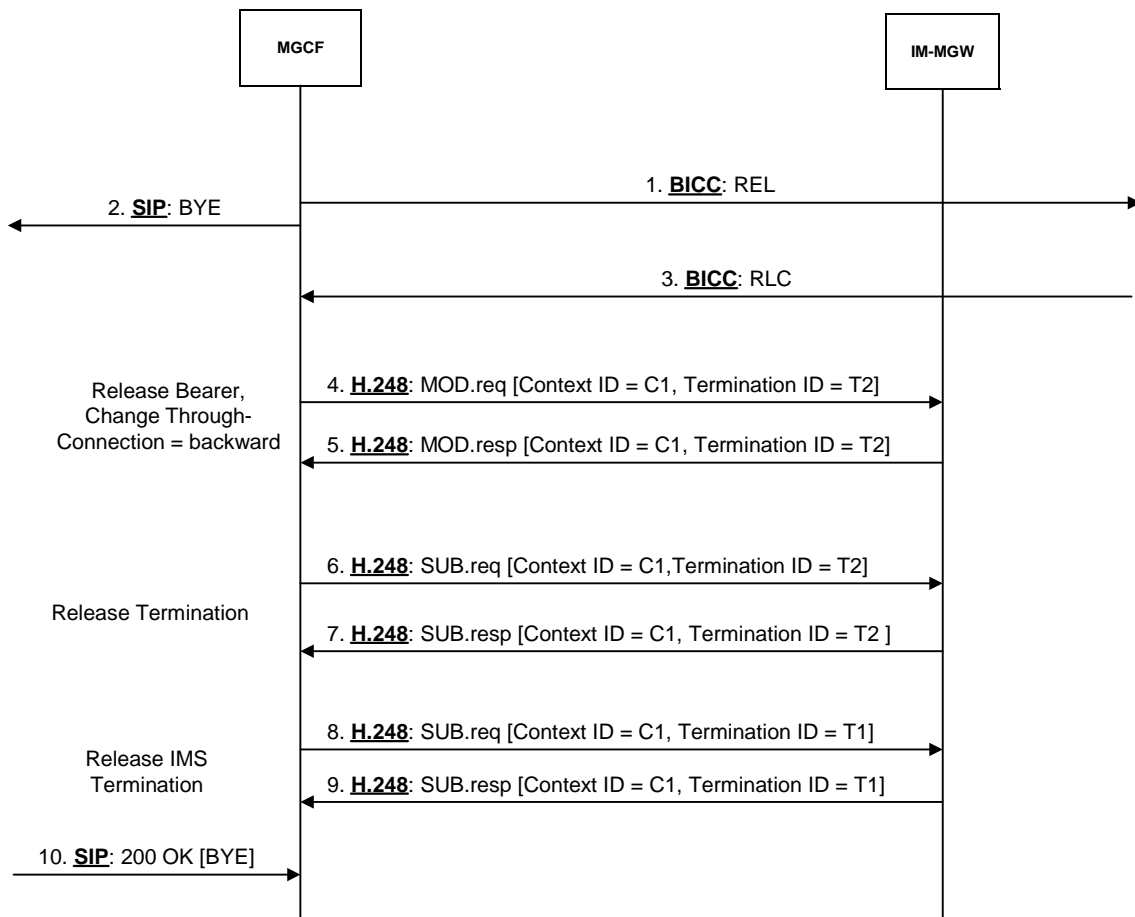 MGCF
IM-MGW
1. BICC: REL
2. SIP: BYE
3. BICC: RLC
Release Bearer,
Change Through-
Connection = backward
4. H.248: MOD.req [Context ID = C1, Termination ID = T2]
5. H.248: MOD.resp [Context ID = C1, Termination ID = T2]
6. H.248: SUB.req [Context ID = C1,Termination ID = T2]
Release Termination
7. H.248: SUB.resp [Context ID = C1, Termination ID = T2 ]
8. H.248: SUB.req [Context ID = C1, Termination ID = T1]
Release IMS
Termination
9. H.248: SUB.resp [Context ID = C1, Termination ID = T1]
10. SIP: 200 OK [BYE]